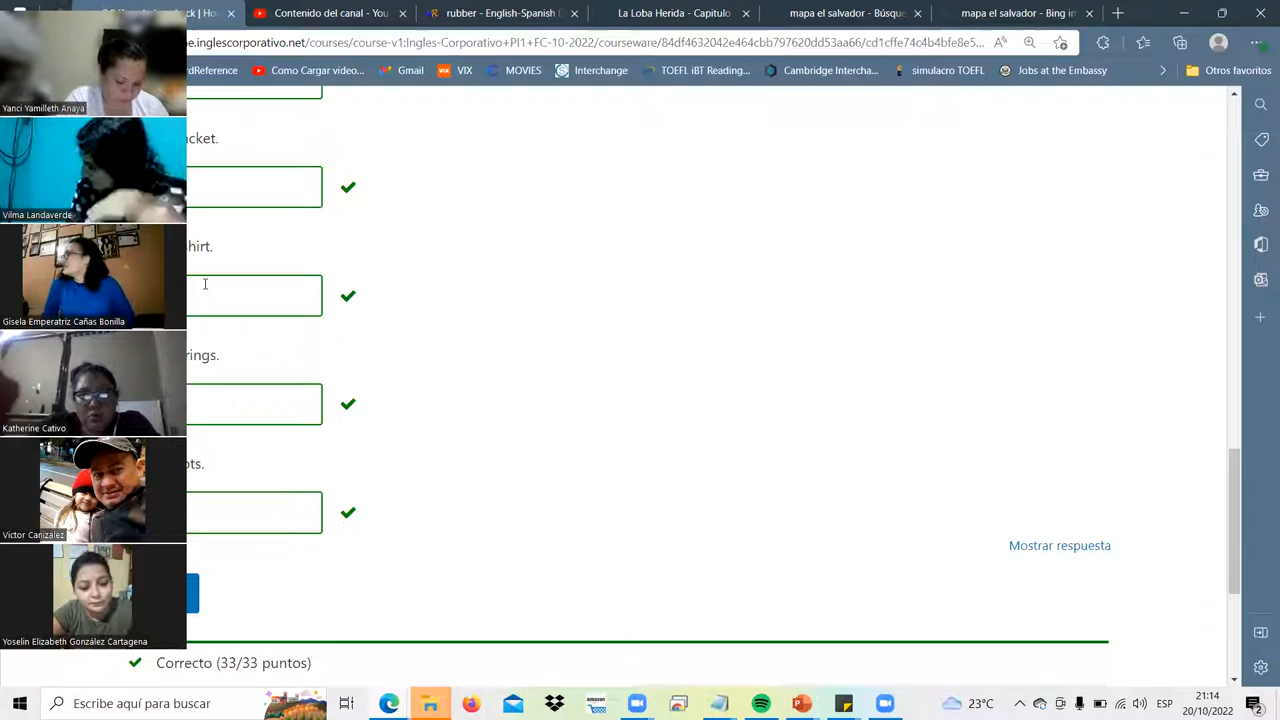 Contenido del canal - You
rubber - English-Spanish D
La Loba Herida - Capitulo
mapa el salvador - Búsque
mapa el salvador - Bing im
e.inglescorporativo.net/courses/course-v1:Ingles-Corporativo+PI1+FC-10-2022/courseware/84df4632042e464cbb797620dd53aa66/cd1cffe74c4b4bfe8e5...
rdReference
Como Cargar vídeo...
Gmail
VIX
MOVIES
Interchange
TOEFL iBT Reading...
Cambridge Intercha...
simulacro TOEFL
Jobs at the Embassy
Otros favoritos
Yanci Yamilleth Anaya
Vilma Landaverde
Gisela Emperatriz Cañas Bonilla
Katherine Cativo
Victor Canizalez
Yoselin Elizabeth González Cartagena
cket.
hirt.
rings.
ots.
Mostrar respuesta
Correcto (33/33 puntos)
Escribe aquí para buscar
23°C
ESP
21:14
20/10/2022
2